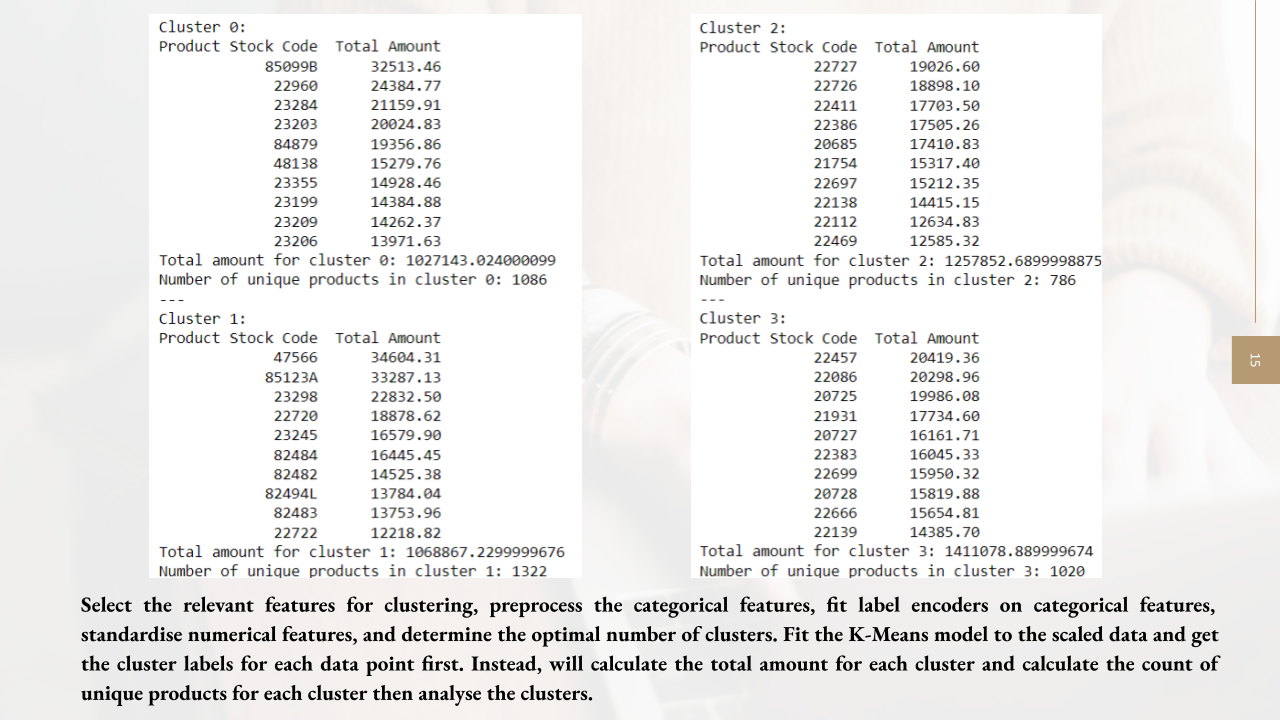 Cluster 0:
Product Stock Code  Total Amount
85099B  32513.46
22960  24384.77
23284  21159.91
23203  20024.83
84879  19356.86
48138  15279.76
23355  14928.46
23199  14384.88
23209  14262.37
23206  13971.63
Total amount for cluster 0: 1027143.024000099
Number of unique products in cluster 0: 1086
---
Cluster 1:
Product Stock Code  Total Amount
47566  34604.31
85123A  33287.13
23298  22832.50
22720  18878.62
23245  16579.90
82484  16445.45
82482  14525.38
82494L  13784.04
82483  13753.96
22722  12218.82
Total amount for cluster 1: 1068867.2299999676
Number of unique products in cluster 1: 1322
Cluster 2:
Product Stock Code  Total Amount
22727  19026.60
22726  18898.10
22411  17703.50
22386  17505.26
20685  17410.83
21754  15317.40
22697  15212.35
22138  14415.15
22112  12634.83
22469  12585.32
Total amount for cluster 2: 1257852.6899998875
Number of unique products in cluster 2: 786
---
Cluster 3:
Product Stock Code  Total Amount
22457  20419.36
22086  20298.96
20725  19986.08
21931  17734.60
20727  16161.71
22383  16045.33
22699  15950.32
20728  15819.88
22666  15654.81
22139  14385.70
Total amount for cluster 3: 1411078.889999674
Number of unique products in cluster 3: 1020
15
Select the relevant features for clustering, preprocess the categorical features, fit label encoders on categorical features,
standardise numerical features, and determine the optimal number of clusters. Fit the K-Means model to the scaled data and get
the cluster labels for each data point first. Instead, will calculate the total amount for each cluster and calculate the count of
unique products for each cluster then analyse the clusters.